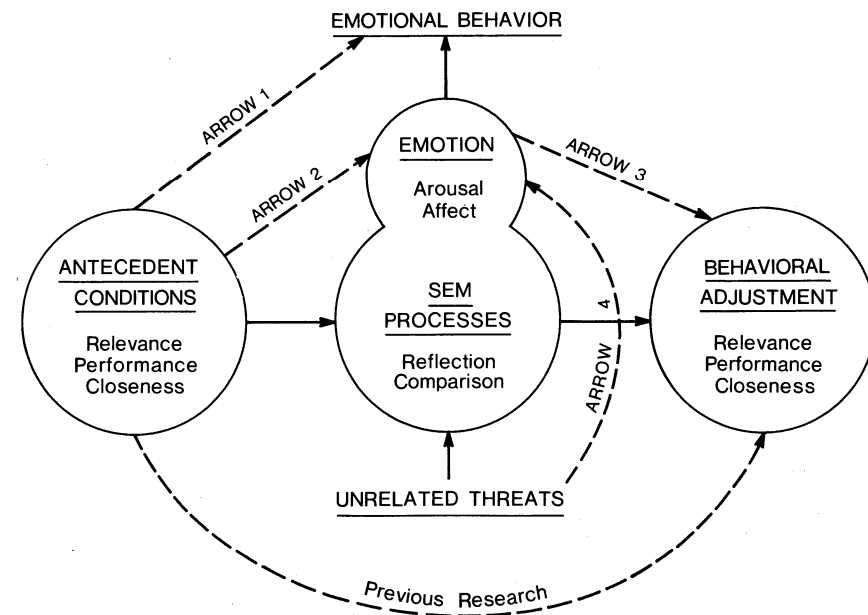 EMOTIONAL BEHAVIOR
ARROW 1
ARROW 2
EMOTION
Arousal
Affect
ARROW 3
ANTECEDENT
CONDITIONS
Relevance
Performance
Closeness
SEM
PROCESSES
Reflection
Comparison
ARROW 4
BEHAVIORAL
ADJUSTMENT
Relevance
Performance
Closeness
UNRELATED THREATS
Previous Research